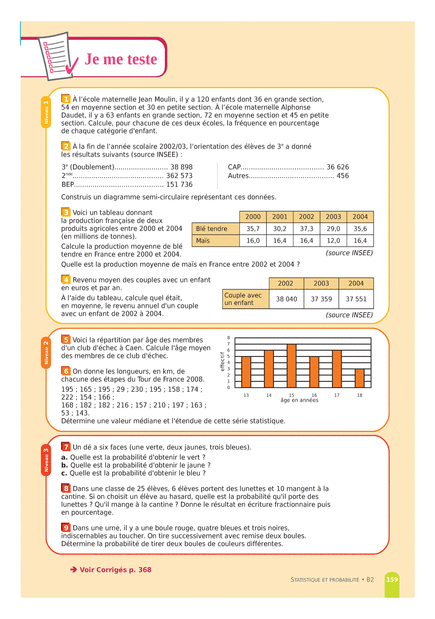 Je me teste
Niveau 1
1 À l'école maternelle Jean Moulin, il y a 120 enfants dont 36 en grande section,
54 en moyenne section et 30 en petite section. À l'école maternelle Alphonse
Daudet, il y a 63 enfants en grande section, 72 en moyenne section et 45 en petite
section. Calcule, pour chacune de ces deux écoles, la fréquence en pourcentage
de chaque catégorie d'enfant.
2 À la fin de l'année scolaire 2002/03, l'orientation des élèves de 3e a donné
les résultats suivants (source INSEE) :
3e (Doublement).......................... 38 898
2nde............................................ 362 573
BEP........................................... 151 736
CAP........................................ 36 626
Autres......................................... 456
Construis un diagramme semi-circulaire représentant ces données.
3 Voici un tableau donnant
la production française de deux
produits agricoles entre 2000 et 2004
(en millions de tonnes).
Calcule la production moyenne de blé
tendre en France entre 2000 et 2004.
2000 2001 2002 2003 2004
Blé tendre 35,7 30,2 37,3 29,0 35,6
Maïs 16,0 16,4 16,4 12,0 16,4
(source INSEE)
Quelle est la production moyenne de maïs en France entre 2002 et 2004 ?
4 Revenu moyen des couples avec un enfant
en euros et par an.
À l'aide du tableau, calcule quel était,
en moyenne, le revenu annuel d'un couple
avec un enfant de 2002 à 2004.
2002 2003 2004
Couple avec
un enfant 38 040 37 359 37 551
(source INSEE)
Niveau 2
5 Voici la répartition par âge des membres
d'un club d'échec à Caen. Calcule l'âge moyen
des membres de ce club d'échec.
effectif
8
7
6
5
4
3
2
1
0
13 14 15 16 17 18
âge en années
6 On donne les longueurs, en km, de
chacune des étapes du Tour de France 2008.
195 ; 165 ; 195 ; 29 ; 230 ; 195 ; 158 ; 174 ;
222 ; 154 ; 166 ;
168 ; 182 ; 182 ; 216 ; 157 ; 210 ; 197 ; 163 ;
53 ; 143.
Détermine une valeur médiane et l'étendue de cette série statistique.
Niveau 3
7 Un dé a six faces (une verte, deux jaunes, trois bleues).
a. Quelle est la probabilité d'obtenir le vert ?
b. Quelle est la probabilité d'obtenir le jaune ?
c. Quelle est la probabilité d'obtenir le bleu ?
8 Dans une classe de 25 élèves, 6 élèves portent des lunettes et 10 mangent à la
cantine. Si on choisit un élève au hasard, quelle est la probabilité qu'il porte des
lunettes ? Qu'il mange à la cantine ? Donne le résultat en écriture fractionnaire puis
en pourcentage.
9 Dans une urne, il y a une boule rouge, quatre bleues et trois noires,
indiscernables au toucher. On tire successivement avec remise deux boules.
Détermine la probabilité de tirer deux boules de couleurs différentes.
➔ Voir Corrigés p. 368
STATISTIQUE ET PROBABILITÉ • B2 159